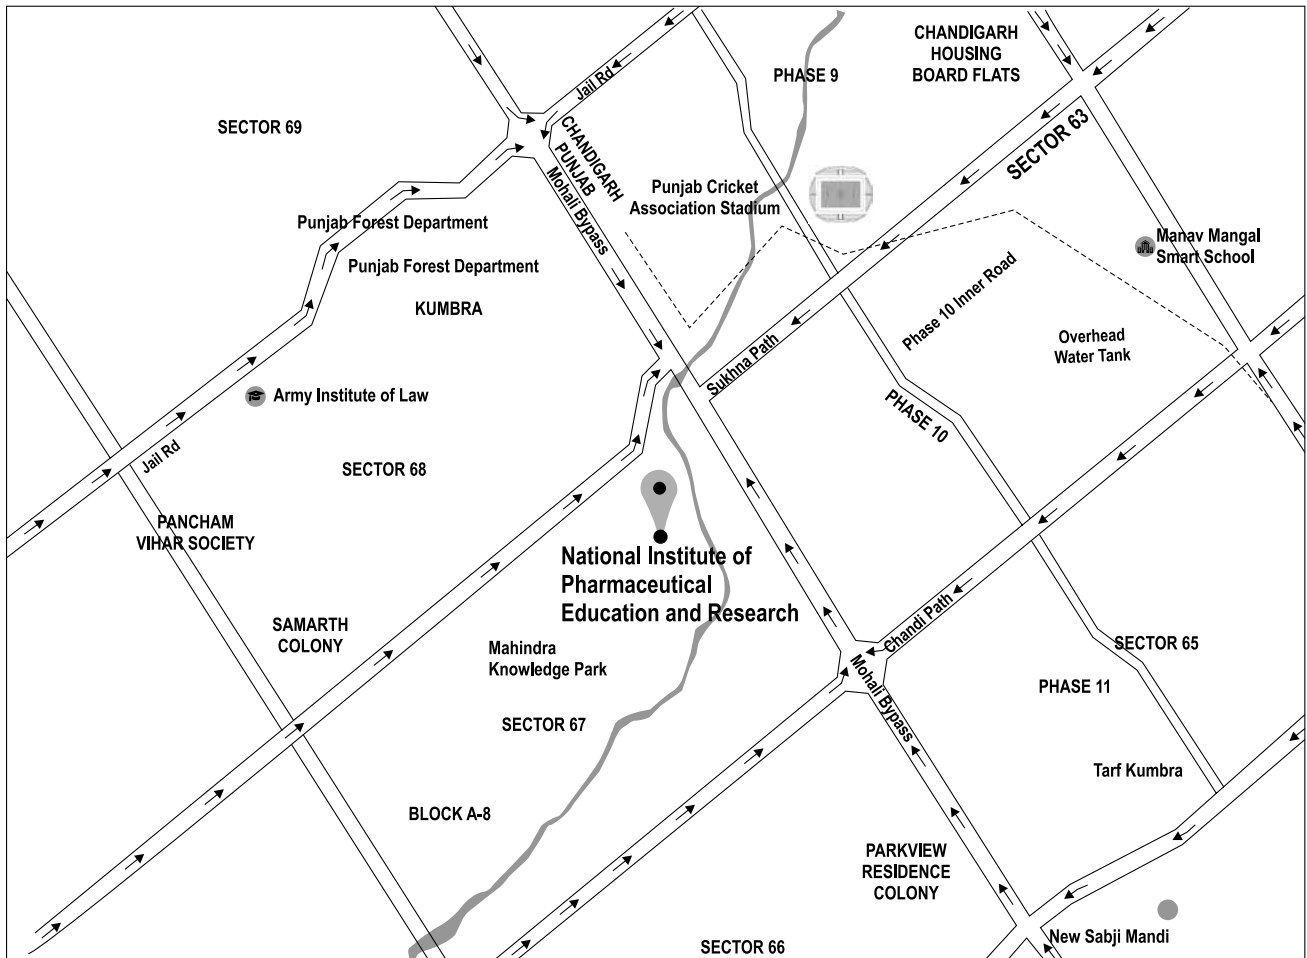 CHANDIGARH
HOUSING
BOARD FLATS
PHASE 9
Jail Rd
SECTOR 69
CHANDIGARH
PUNJAB
Mohali Bypass
SECTOR 63
Punjab Cricket
Association Stadium
Punjab Forest Department
Punjab Forest Department
KUMBRA
Manav Mangal
Smart School
Phase 10 Inner Road
Overhead
Water Tank
Sukhna Path
Army Institute of Law
PHASE 10
Jail Rd
SECTOR 68
PANCHAM
VIHAR SOCIETY
National Institute of
Pharmaceutical
Education and Research
Chandi Path
SAMARTH
COLONY
Mahindra
Knowledge Park
SECTOR 65
Mohali Bypass
PHASE 11
SECTOR 67
Tarf Kumbra
BLOCK A-8
PARKVIEW
RESIDENCE
COLONY
New Sabji Mandi
SECTOR 66